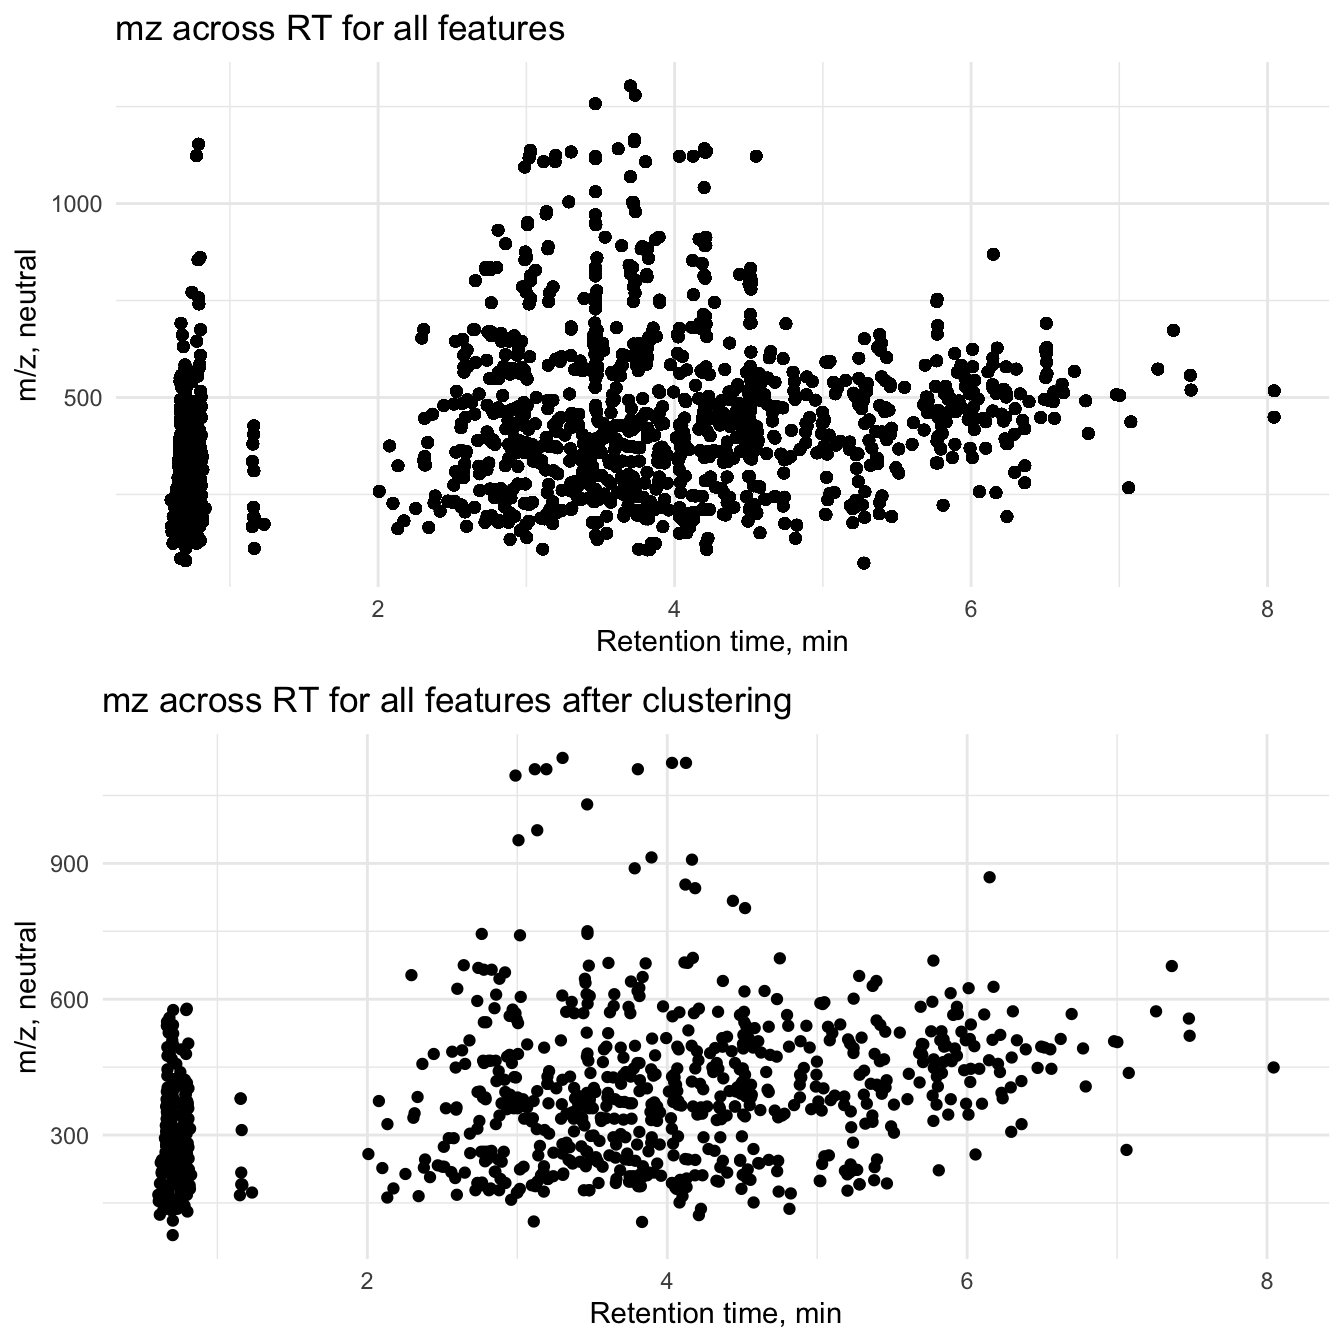 mz across RT for all features
1000
500
m/z, neutral
2 4 6 8
Retention time, min
mz across RT for all features after clustering
900
600
300
m/z, neutral
2 4 6 8
Retention time, min